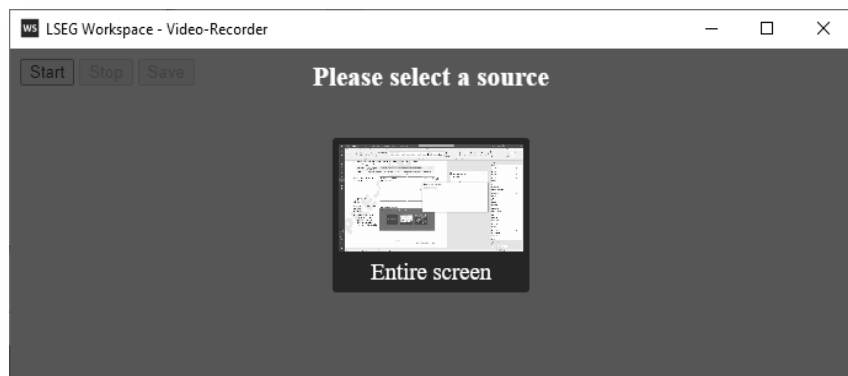 WS LSEG Workspace - Video-Recorder
Start Stop Save
Please select a source
Entire screen